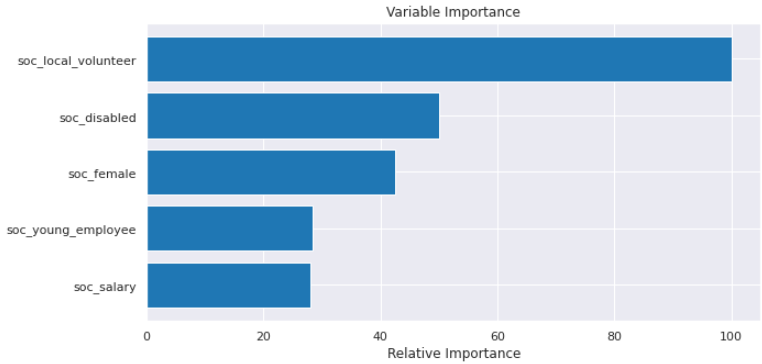 Variable Importance
soc_local_volunteer
soc_disabled
soc_female
soc_young_employee
soc_salary
0 20 40 60 80 100
Relative Importance